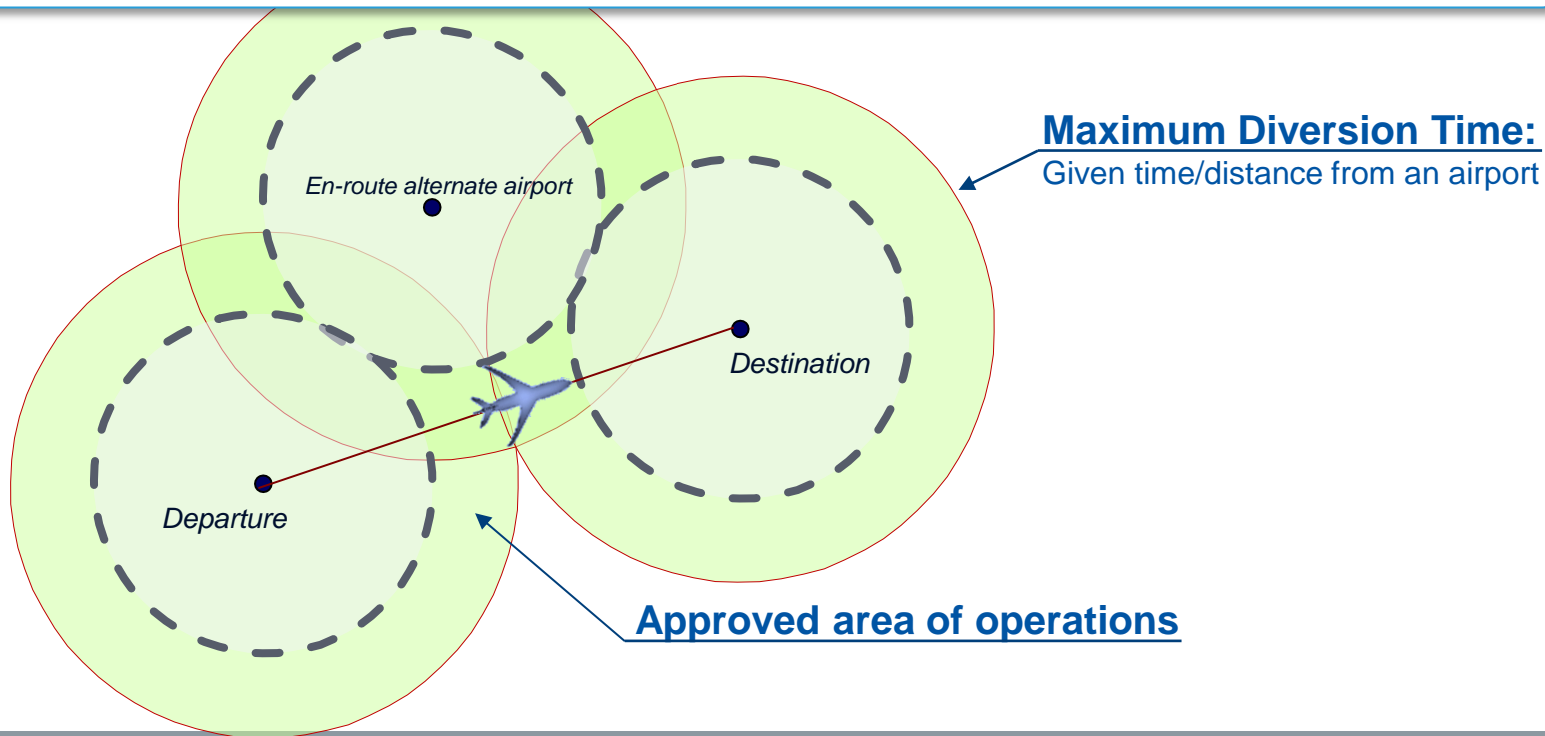 Maximum Diversion Time:
Given time/distance from an airport
En-route alternate airport
Destination
Departure
Approved area of operations